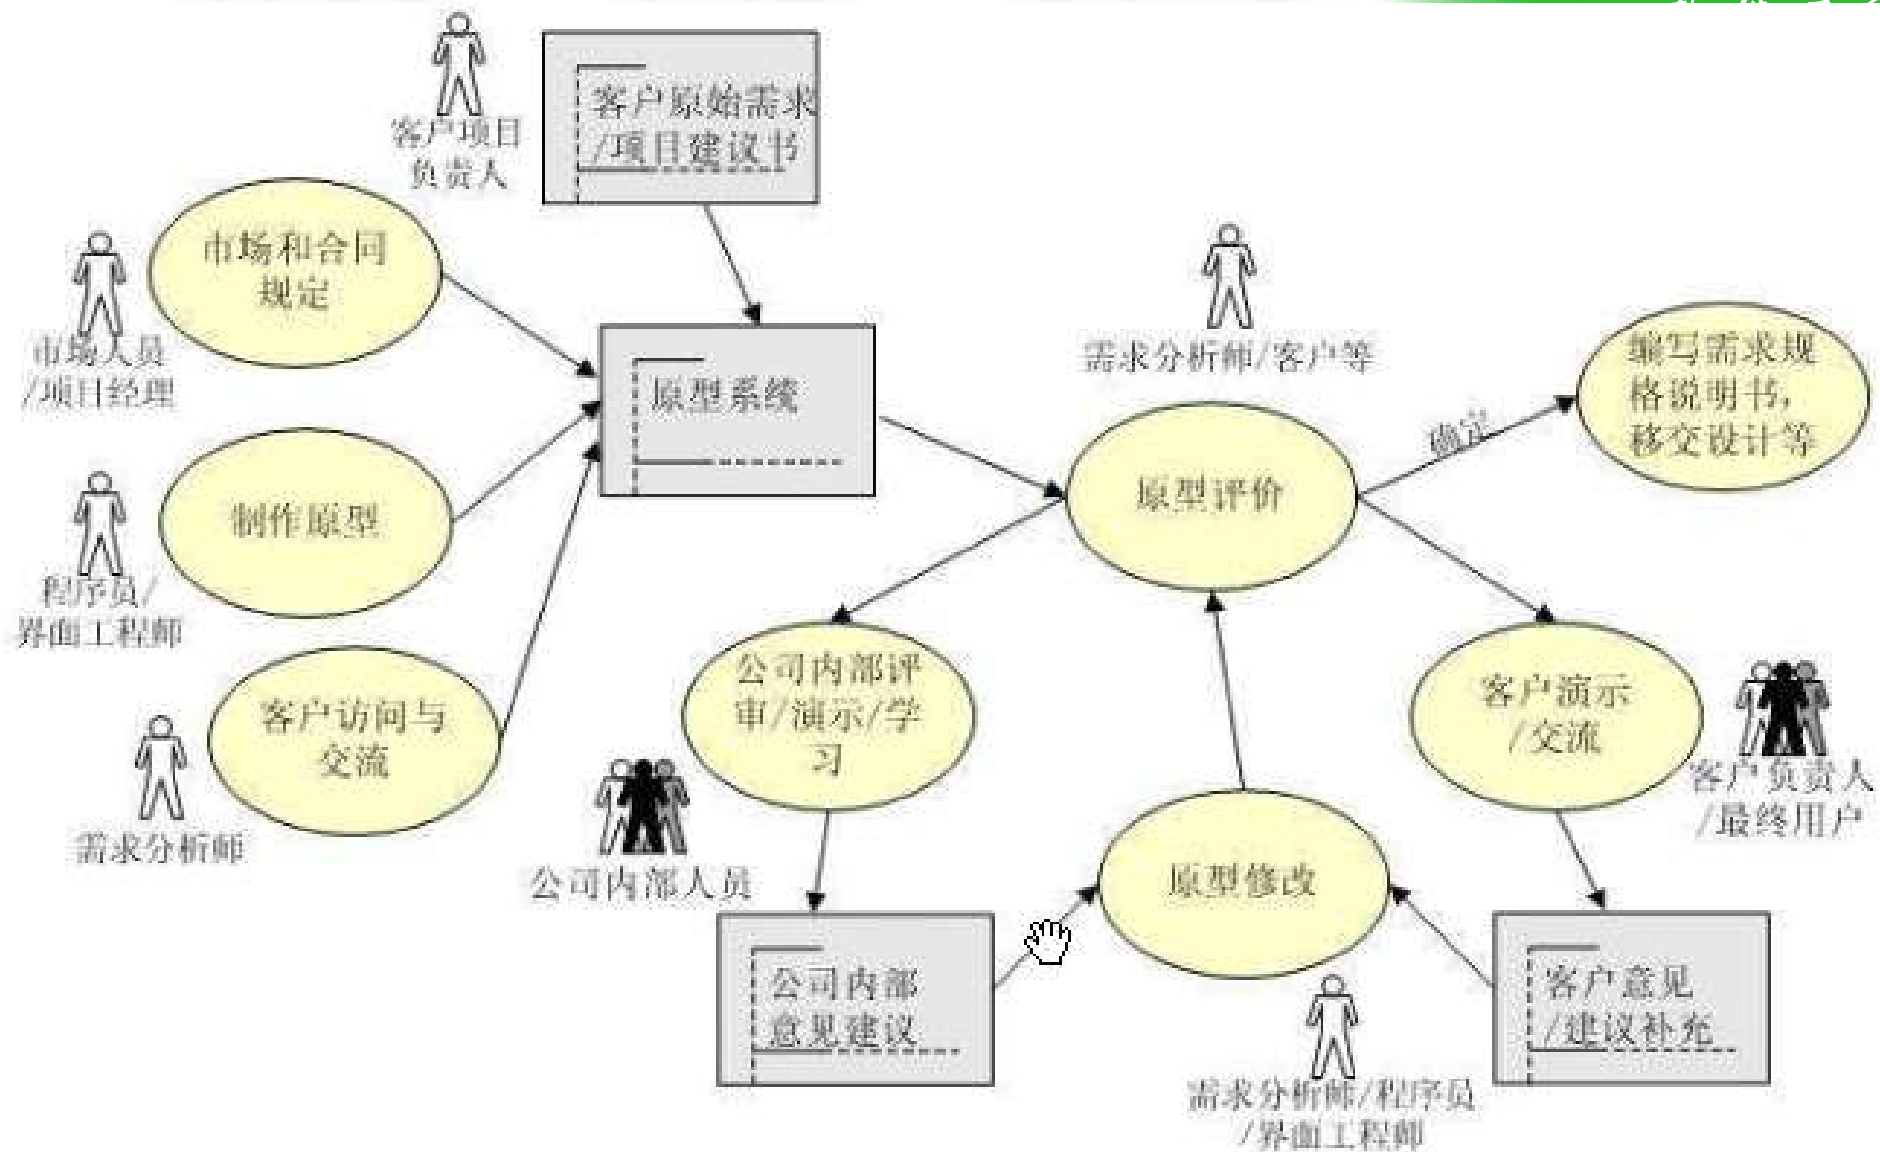 客户项目
负责人
客户原始需求
/项目建议书
市场和合同
规定
市场人员
/项目经理
原型系统
需求分析师/客户等
编写需求规
格说明书,
移交设计等
确定
原型评价
制作原型
程序员/
界面工程师
客户访问与
交流
需求分析师
公司内部评
审/演示/学
习
公司内部人员
客户演示
/交流
客户负责人
/最终用户
原型修改
公司内部
意见建议
客户意见
/建议补充
需求分析师/程序员
/界面工程师